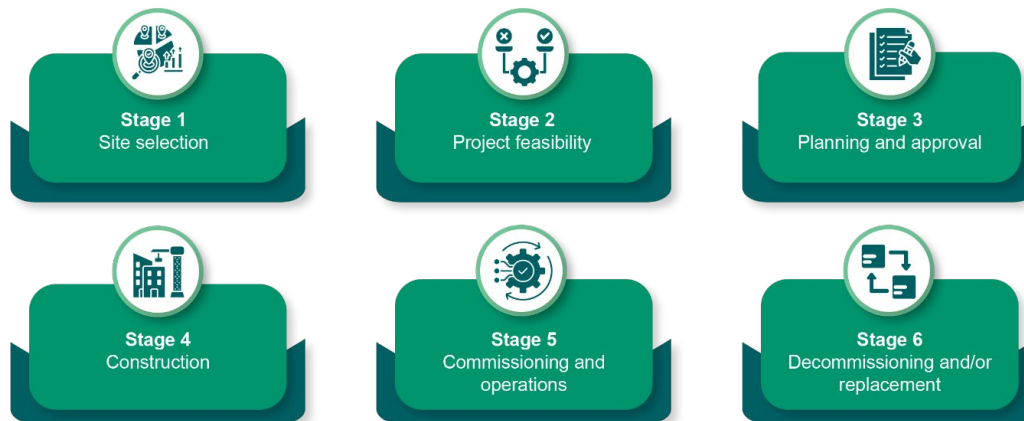 Stage 1
Site selection
Stage 2
Project feasibility
Stage 3
Planning and approval
Stage 4
Construction
Stage 5
Commissioning and
operations
Stage 6
Decommissioning and/or
replacement